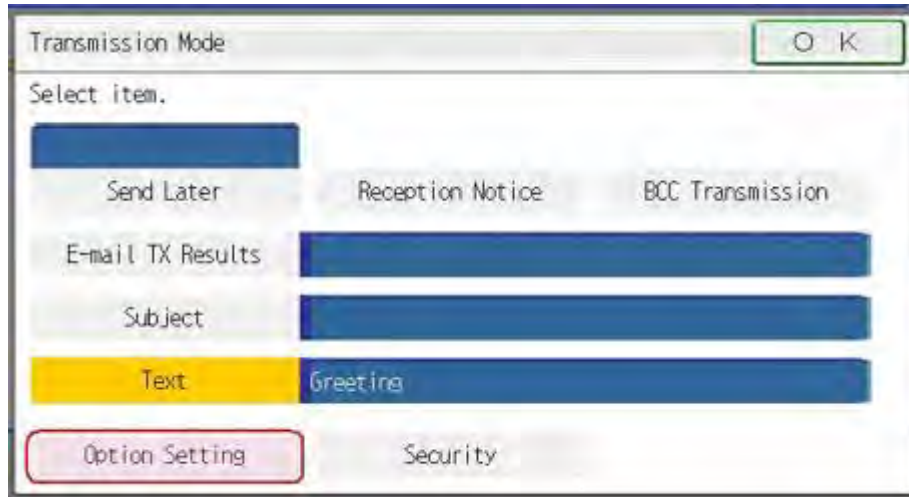 Transmission Mode O K
Select item.
Send Later Reception Notice BCC Transmission
E-mail TX Results
Subject
Text Greeting
Option Setting Security